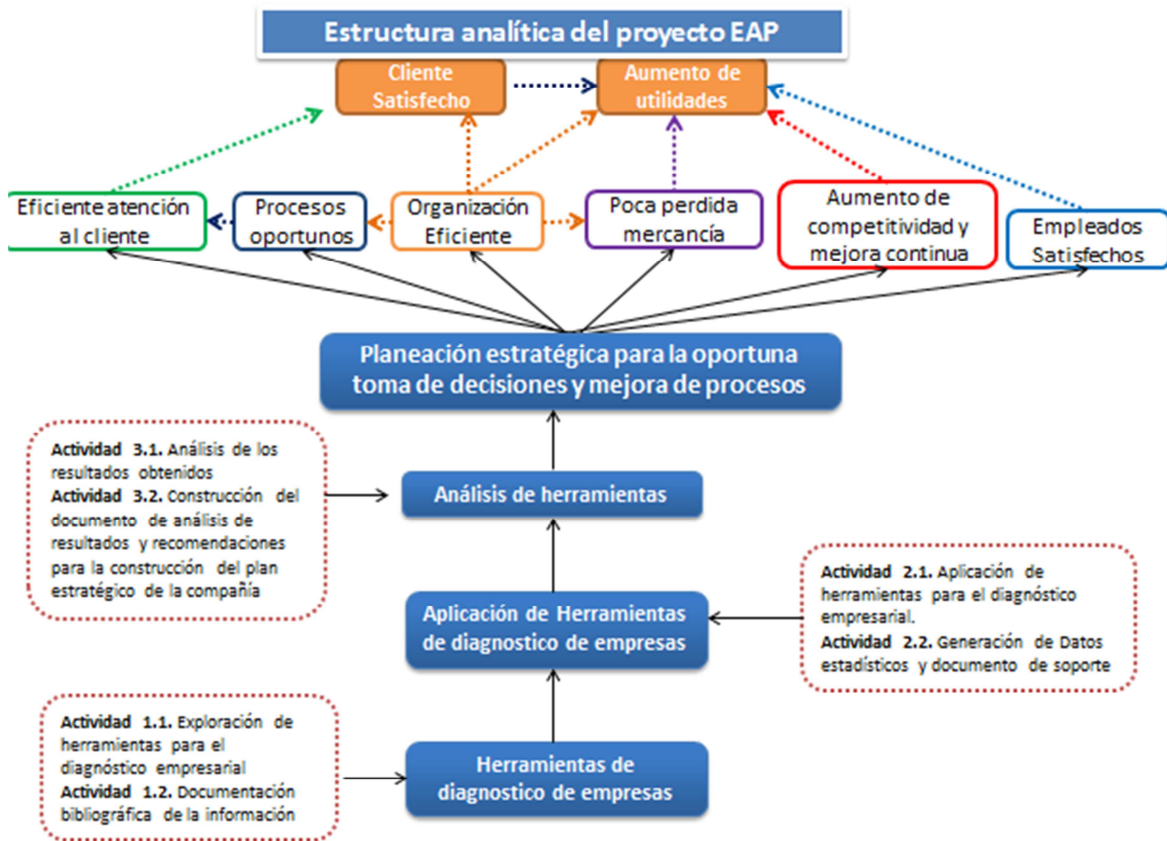 Estructura analítica del proyecto EAP
Cliente
Satisfecho
Aumento de
utilidades
Eficiente atención
al cliente
Procesos
oportunos
Organización
Eficiente
Poca perdida
mercancía
Aumento de
competitividad y
mejora continua
Empleados
Satisfechos
Planeación estratégica para la oportuna
toma de decisiones y mejora de procesos
Actividad 3.1. Análisis de los
resultados obtenidos
Actividad 3.2. Construcción del
documento de análisis de
resultados y recomendaciones
para la construcción del plan
estratégico de la compañía
Análisis de herramientas
Actividad 2.1. Aplicación de
herramientas para el diagnóstico
empresarial.
Actividad 2.2. Generación de Datos
estadísticos y documento de soporte
Aplicación de Herramientas
de diagnostico de empresas
Actividad 1.1. Exploración de
herramientas para el
diagnóstico empresarial
Actividad 1.2. Documentación
bibliográfica de la información
Herramientas de
diagnostico de empresas